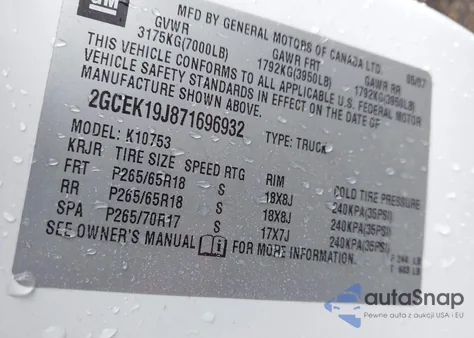 GM
MFD BY GENERAL MOTORS OF CANADA LTD.
GVWR GAWR FRT GAWR RR 05/07
3175KG(7000LB) 1792KG(3950LB) 1792KG(3950LB)
THIS VEHICLE CONFORMS TO ALL APPLICABLE U.S. FEDERAL MOTOR
VEHICLE SAFETY STANDARDS IN EFFECT ON THE DATE OF
MANUFACTURE SHOWN ABOVE.
2GCEK19J871696932 TYPE: TRUCK
MODEL: K10753
KRJR TIRE SIZE SPEED RTG RIM COLD TIRE PRESSURE
FRT P265/65R18 S 18X8J 240KPA(35PSI)
RR P265/65R18 S 18X8J 240KPA(35PSI)
SPA P265/70R17 S 17X7J 240KPA(35PSI)
SEE OWNER'S MANUAL FOR MORE INFORMATION.
autaSnap
Pewne auta z aukcji USA i EU